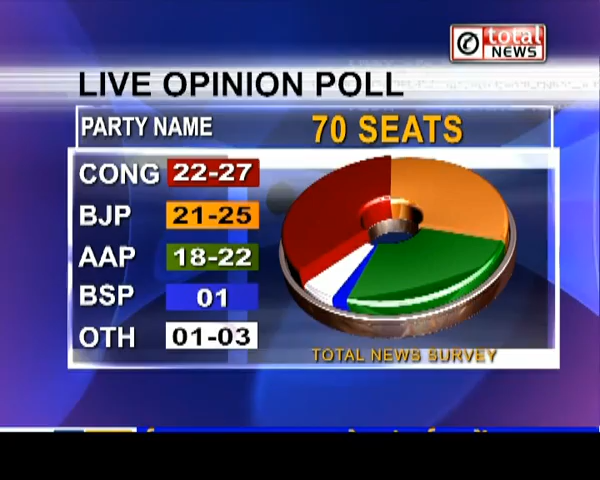 total
NEWS
LIVE OPINION POLL
PARTY NAME 70 SEATS
CONG 22-27
BJP 21-25
AAP 18-22
BSP 01
OTH 01-03
TOTAL NEWS SURVEY